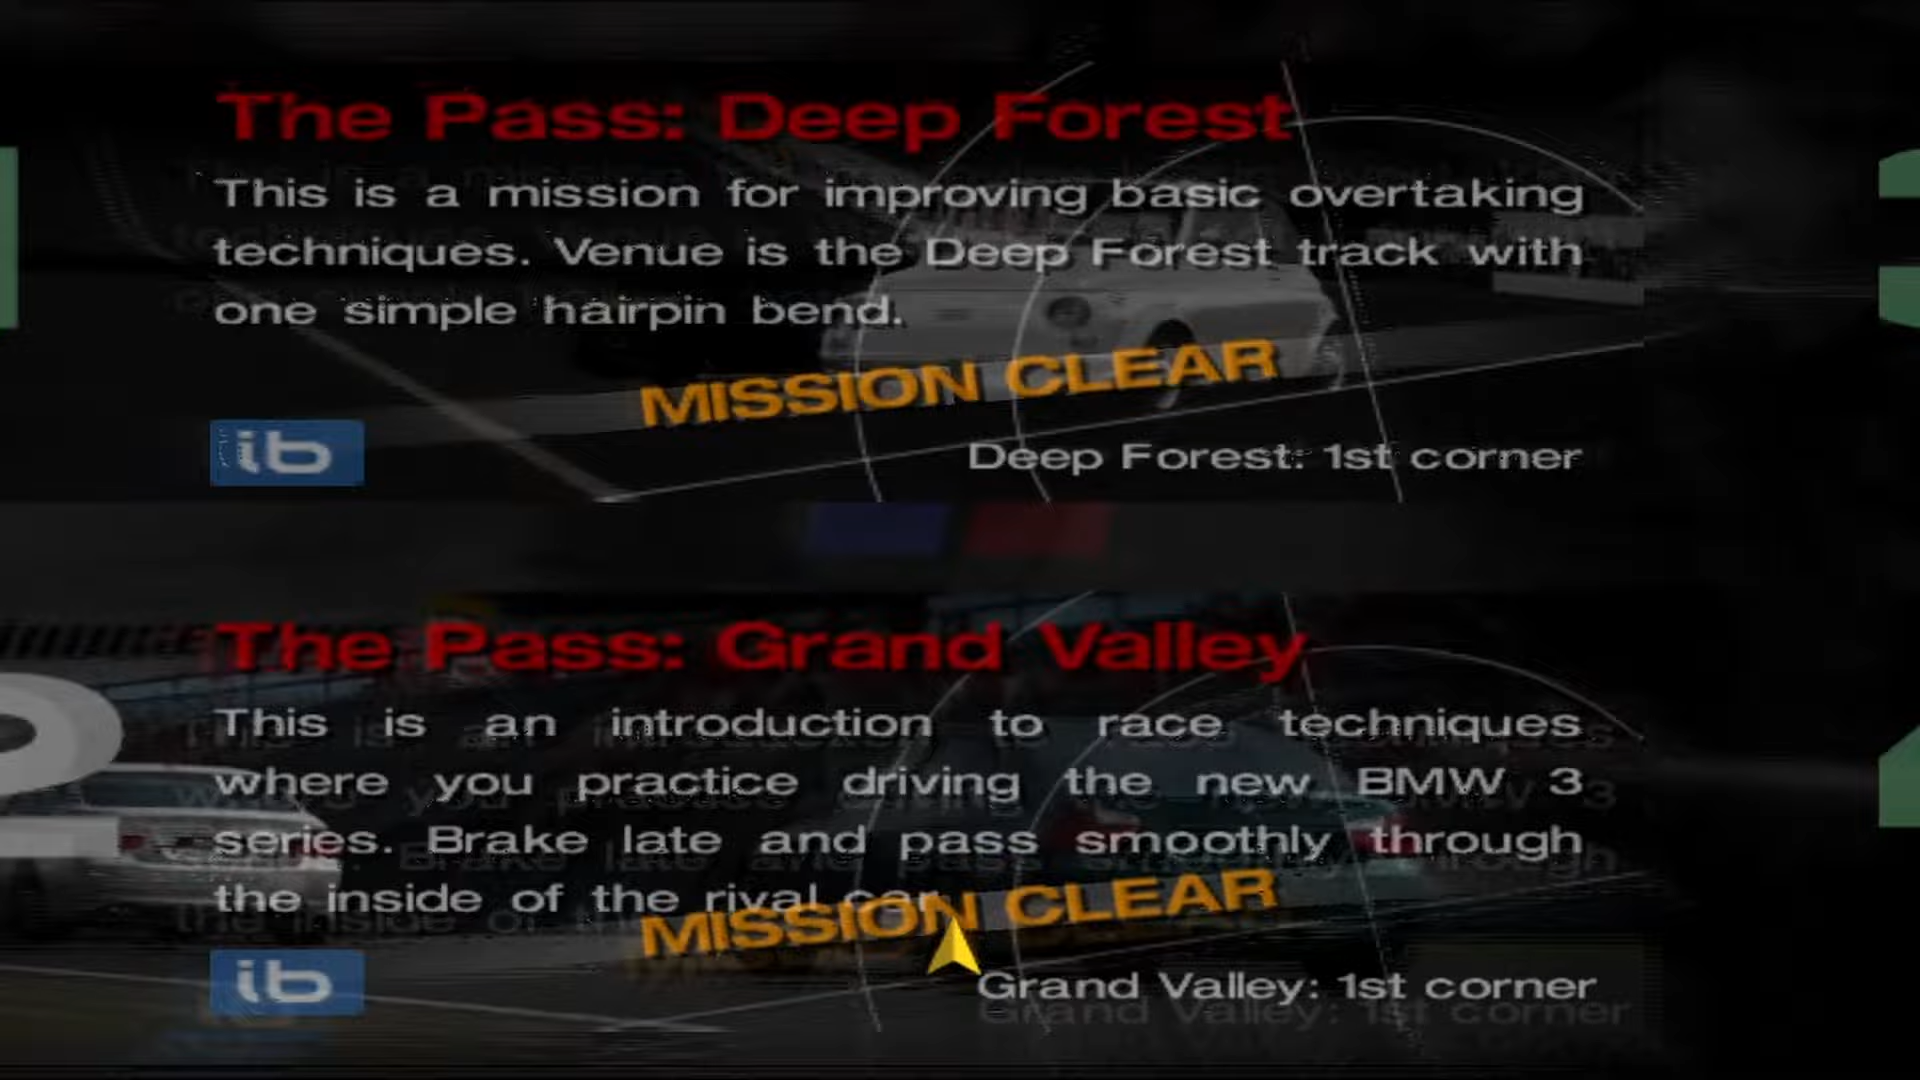 The Pass: Deep Forest
This is a mission for improving basic overtaking
techniques. Venue is the Deep Forest track with
one simple hairpin bend.
MISSION CLEAR
ib
Deep Forest: 1st corner
The Pass: Grand Valley
This is an introduction to race techniques
where you practice driving the new BMW 3
series. Brake late and pass smoothly through
the inside of the rival car.
MISSION CLEAR
ib
Grand Valley: 1st corner